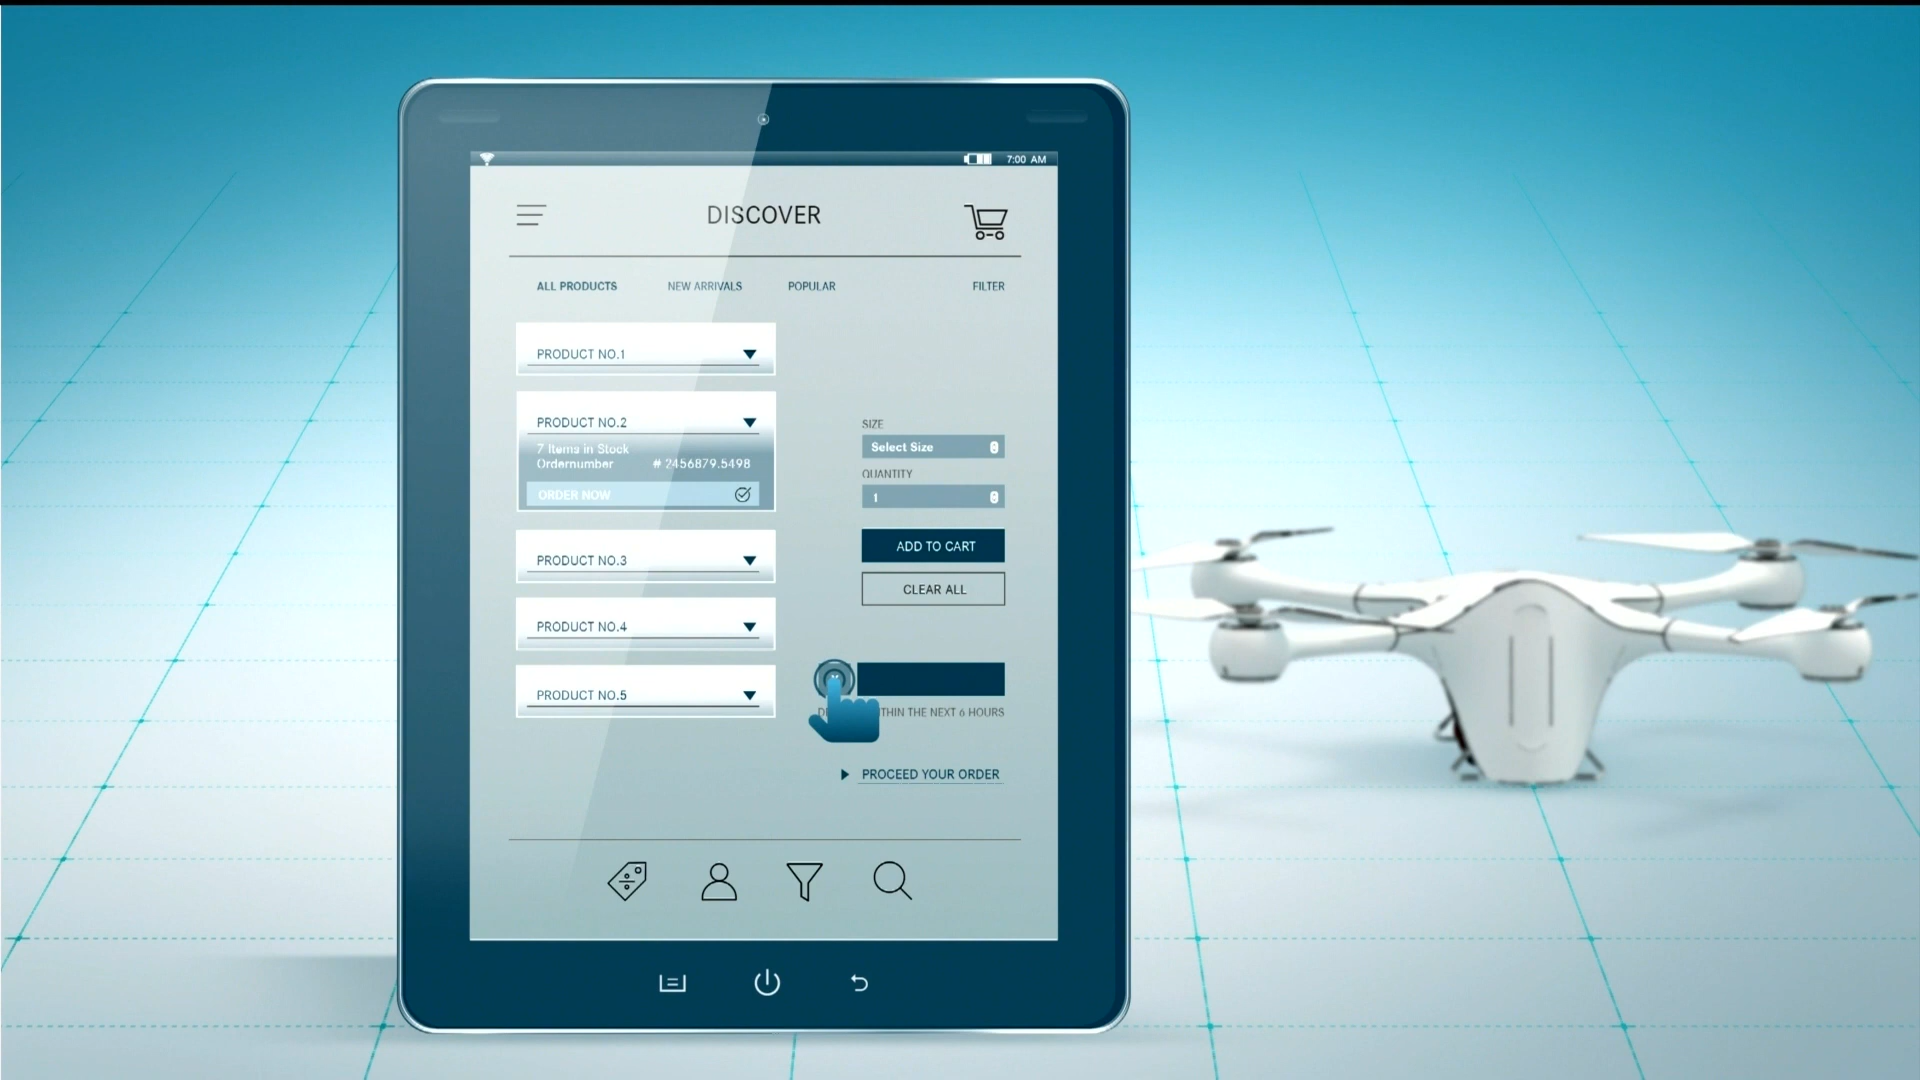 7:00 AM
DISCOVER
ALL PRODUCTS NEW ARRIVALS POPULAR FILTER
PRODUCT NO.1
PRODUCT NO.2
7 Items in Stock
Ordernumber # 2456879.5498
ORDER NOW
PRODUCT NO.3
PRODUCT NO.4
PRODUCT NO.5
SIZE
Select Size
QUANTITY
1
ADD TO CART
CLEAR ALL
THE NEXT 6 HOURS
PROCEED YOUR ORDER